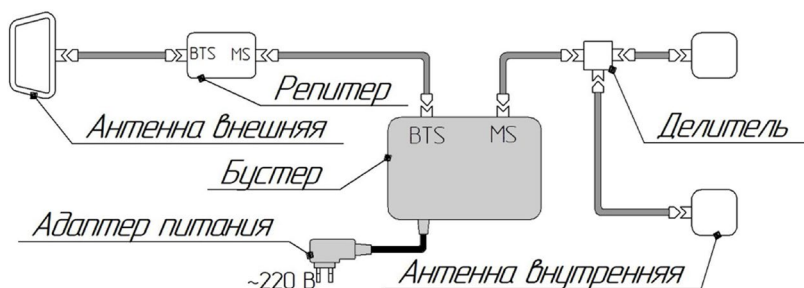 BTS MS
Репитер
Антенна внешняя
BTS MS
Делитель
Бустер
Адаптер питания
~220 В
Антенна внутренняя